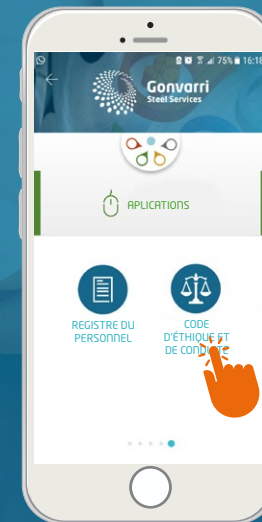 75% 16:18
Gonvarri
Steel Services
APLICATIONS
REGISTRE DU
PERSONNEL
CODE
D'ÉTHIQUE ET
DE CONDUITE